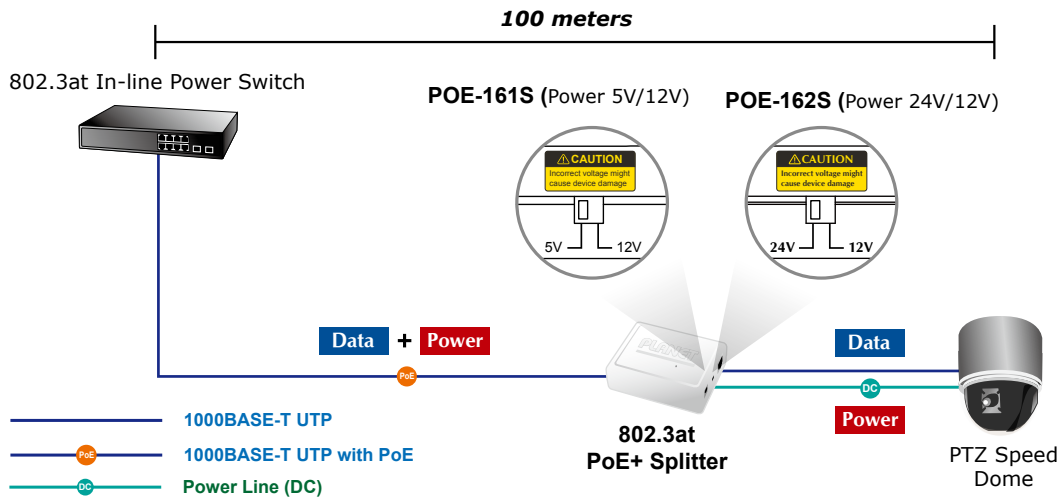 100 meters
802.3at In-line Power Switch
POE-161S (Power 5V/12V)
POE-162S (Power 24V/12V)
CAUTION
Incorrect voltage might
cause device damage
5V
12V
CAUTION
Incorrect voltage might
cause device damage
24V
12V
Data + Power
PoE
PLANET
Data
DC
Power
802.3at
PoE+ Splitter
PTZ Speed
Dome
1000BASE-T UTP
PoE
1000BASE-T UTP with PoE
DC
Power Line (DC)